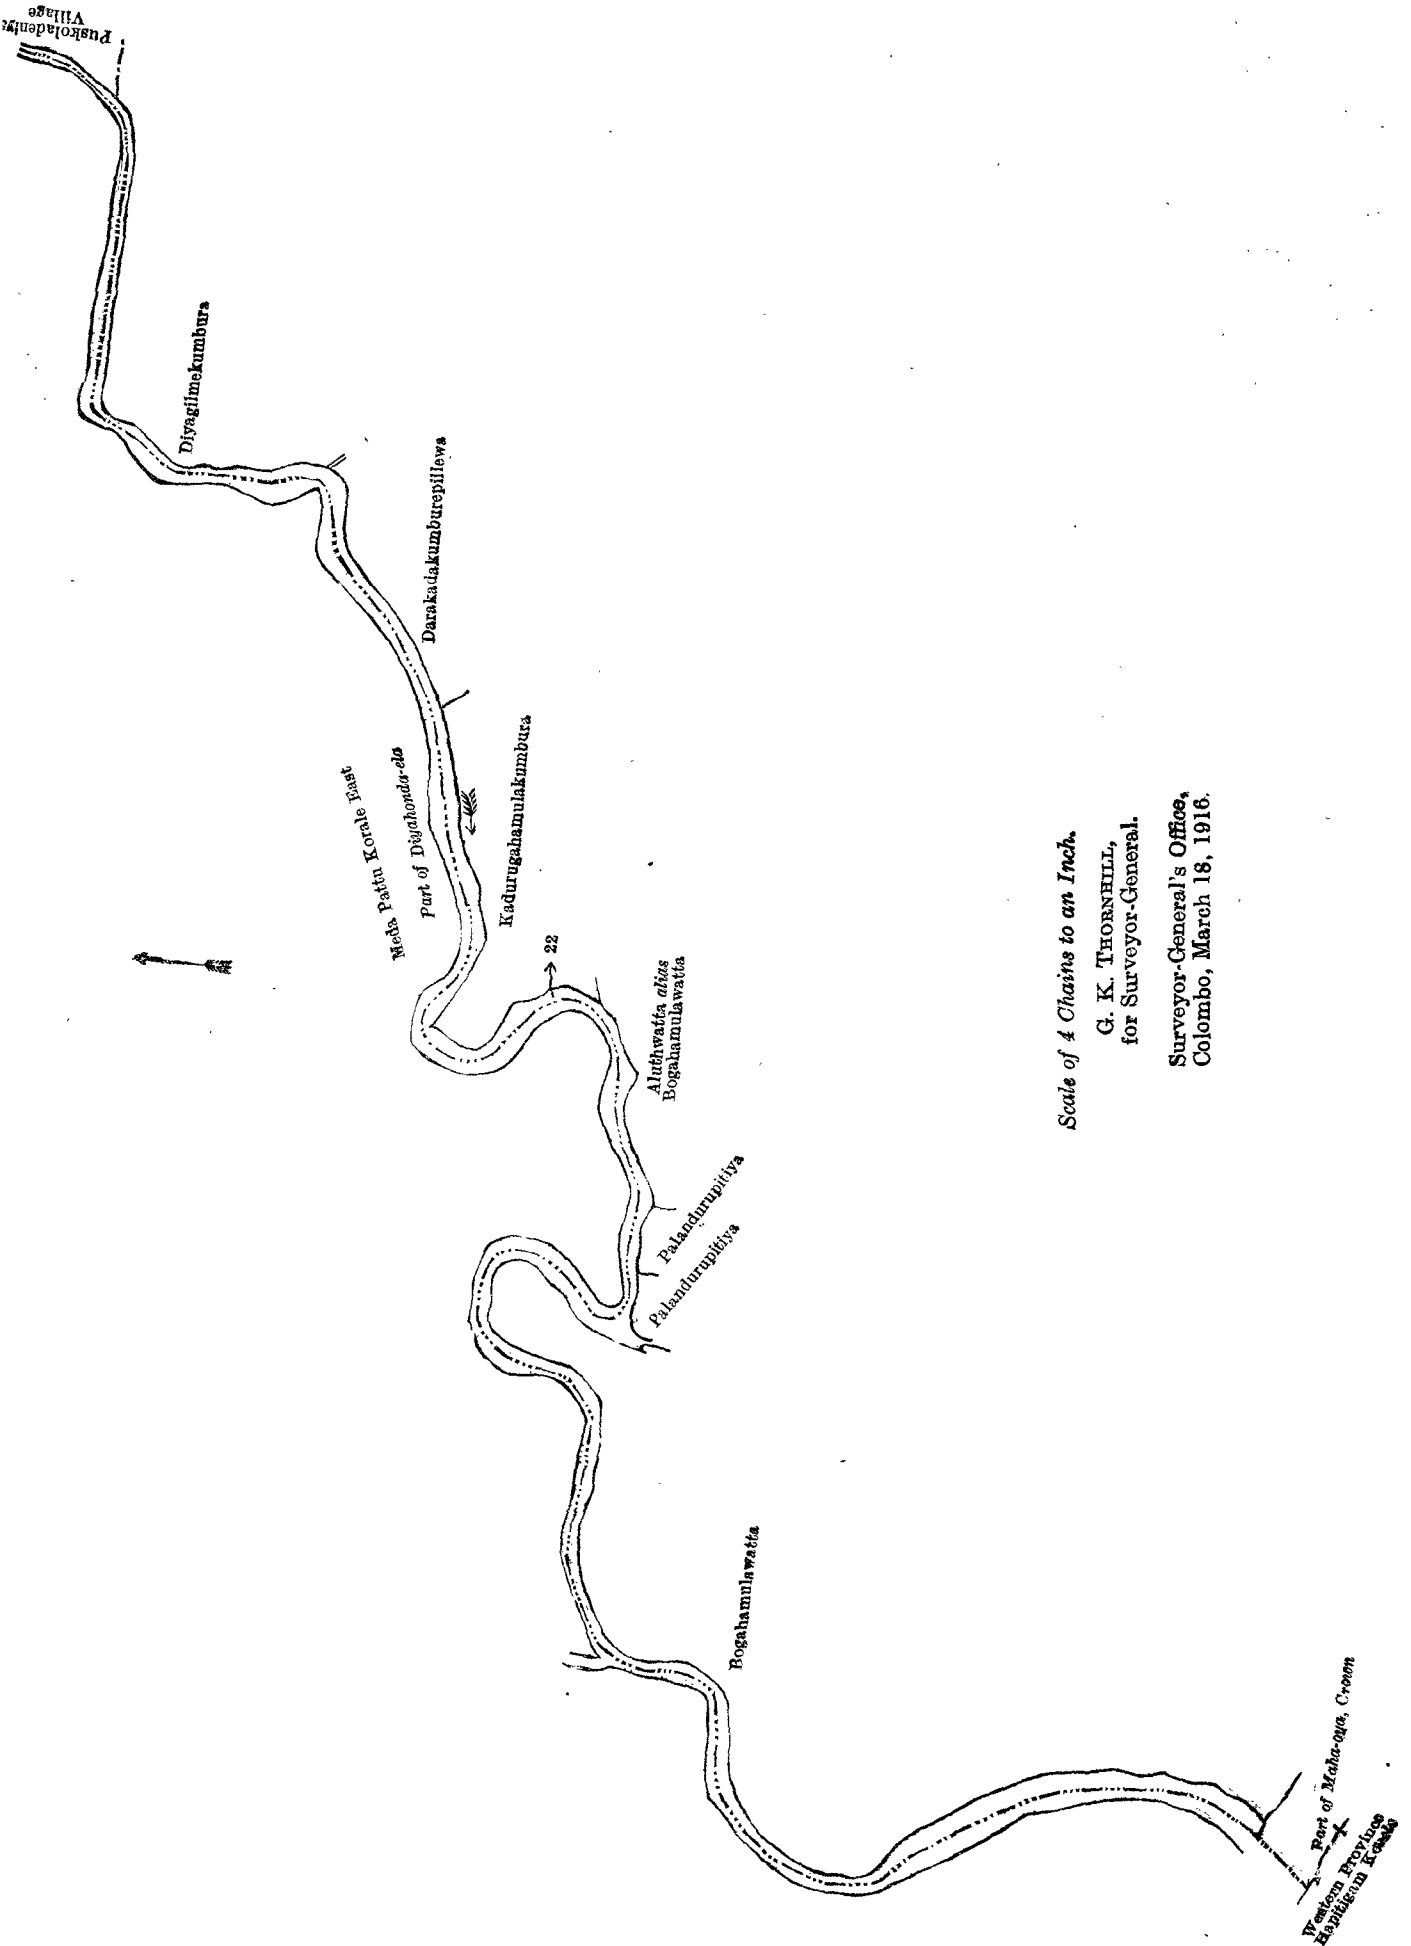 Puskoladeniya
Village
Diyagilmekumbura
Darakadakumburepillewa
Meda Pattu Korale East
Part of Diyahonda-ela
Kadurugahamulakumbura
22
Aluthwatta alias
Bogahamulawatta
Palandurupitiya
Palandurupitiya
Bogahamulawatta
Part of Maha-oya, Crown
Western Province
Hapitigam Korale
Scale of 4 Chains to an Inch.
G. K. THORNHILL,
for Surveyor-General.
Surveyor-General's Office,
Colombo, March 18, 1916.